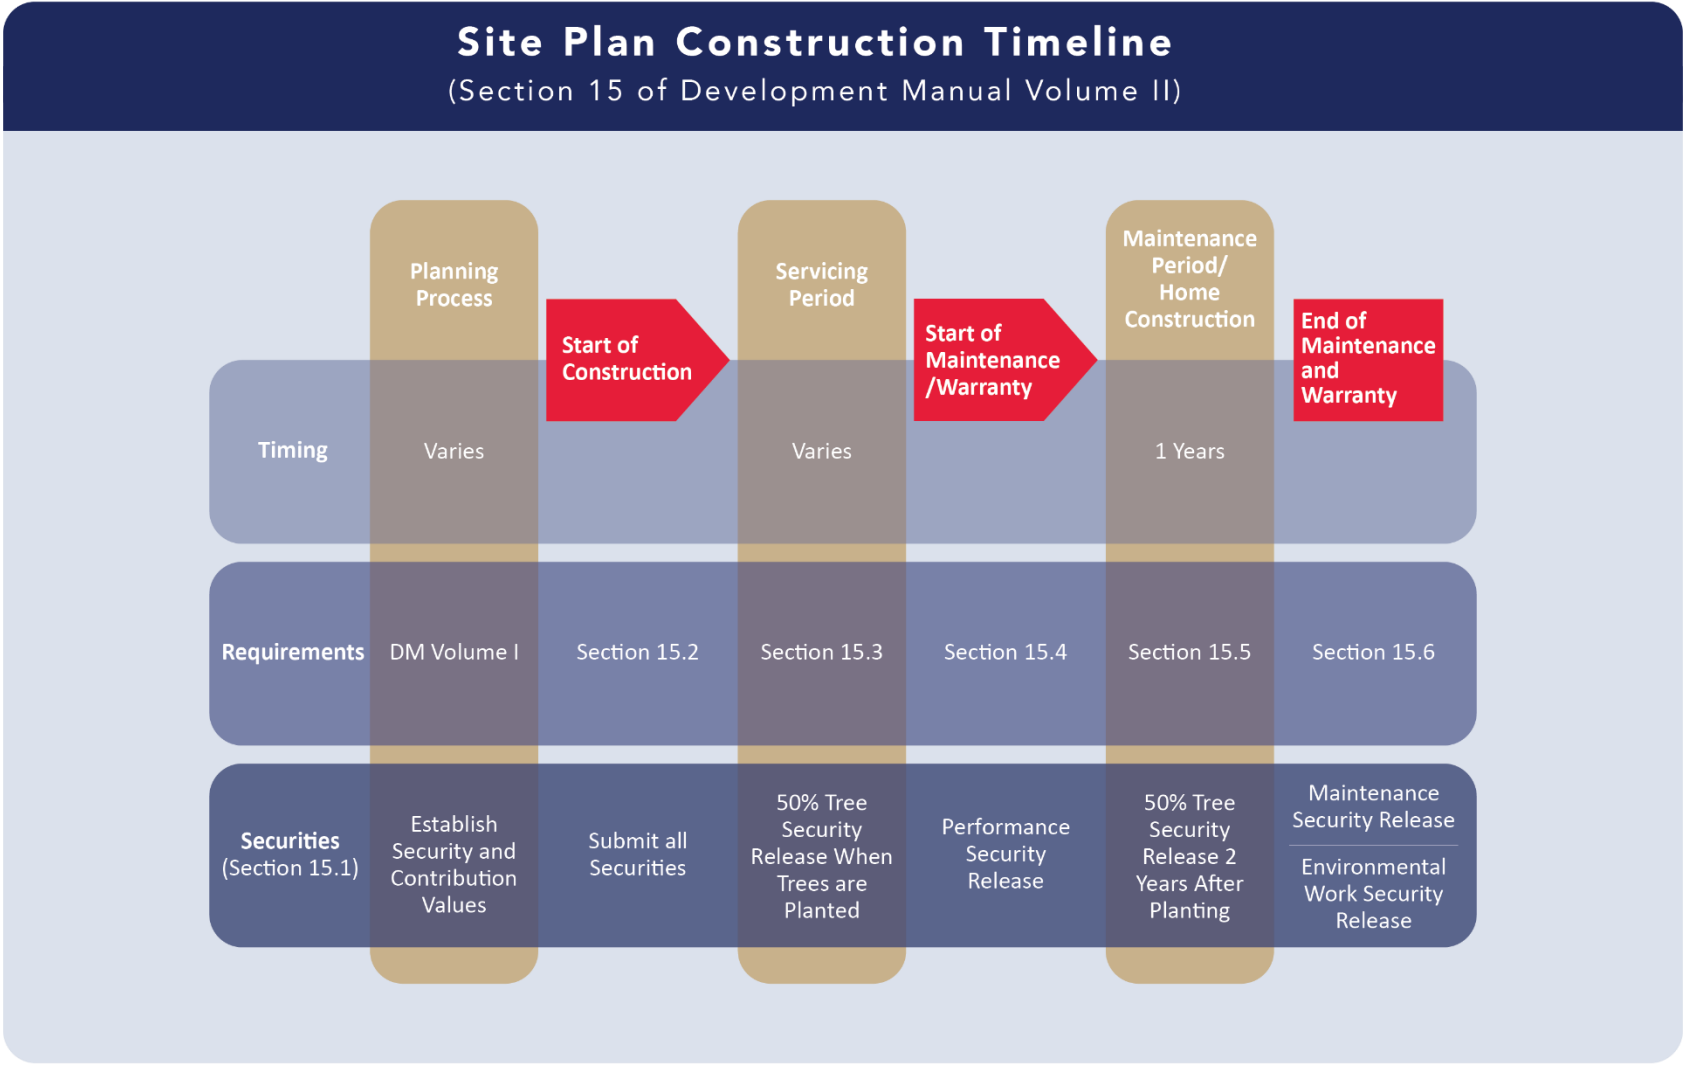 Site Plan Construction Timeline
(Section 15 of Development Manual Volume II)
Planning
Process
Start of
Construction
Servicing
Period
Start of
Maintenance
/Warranty
Maintenance
Period/
Home
Construction
End of
Maintenance
and
Warranty
Timing
Varies
Varies
1 Years
Requirements
DM Volume I
Section 15.2
Section 15.3
Section 15.4
Section 15.5
Section 15.6
Securities
(Section 15.1)
Establish
Security and
Contribution
Values
Submit all
Securities
50% Tree
Security
Release When
Trees are
Planted
Performance
Security
Release
50% Tree
Security
Release 2
Years After
Planting
Maintenance
Security Release
Environmental
Work Security
Release